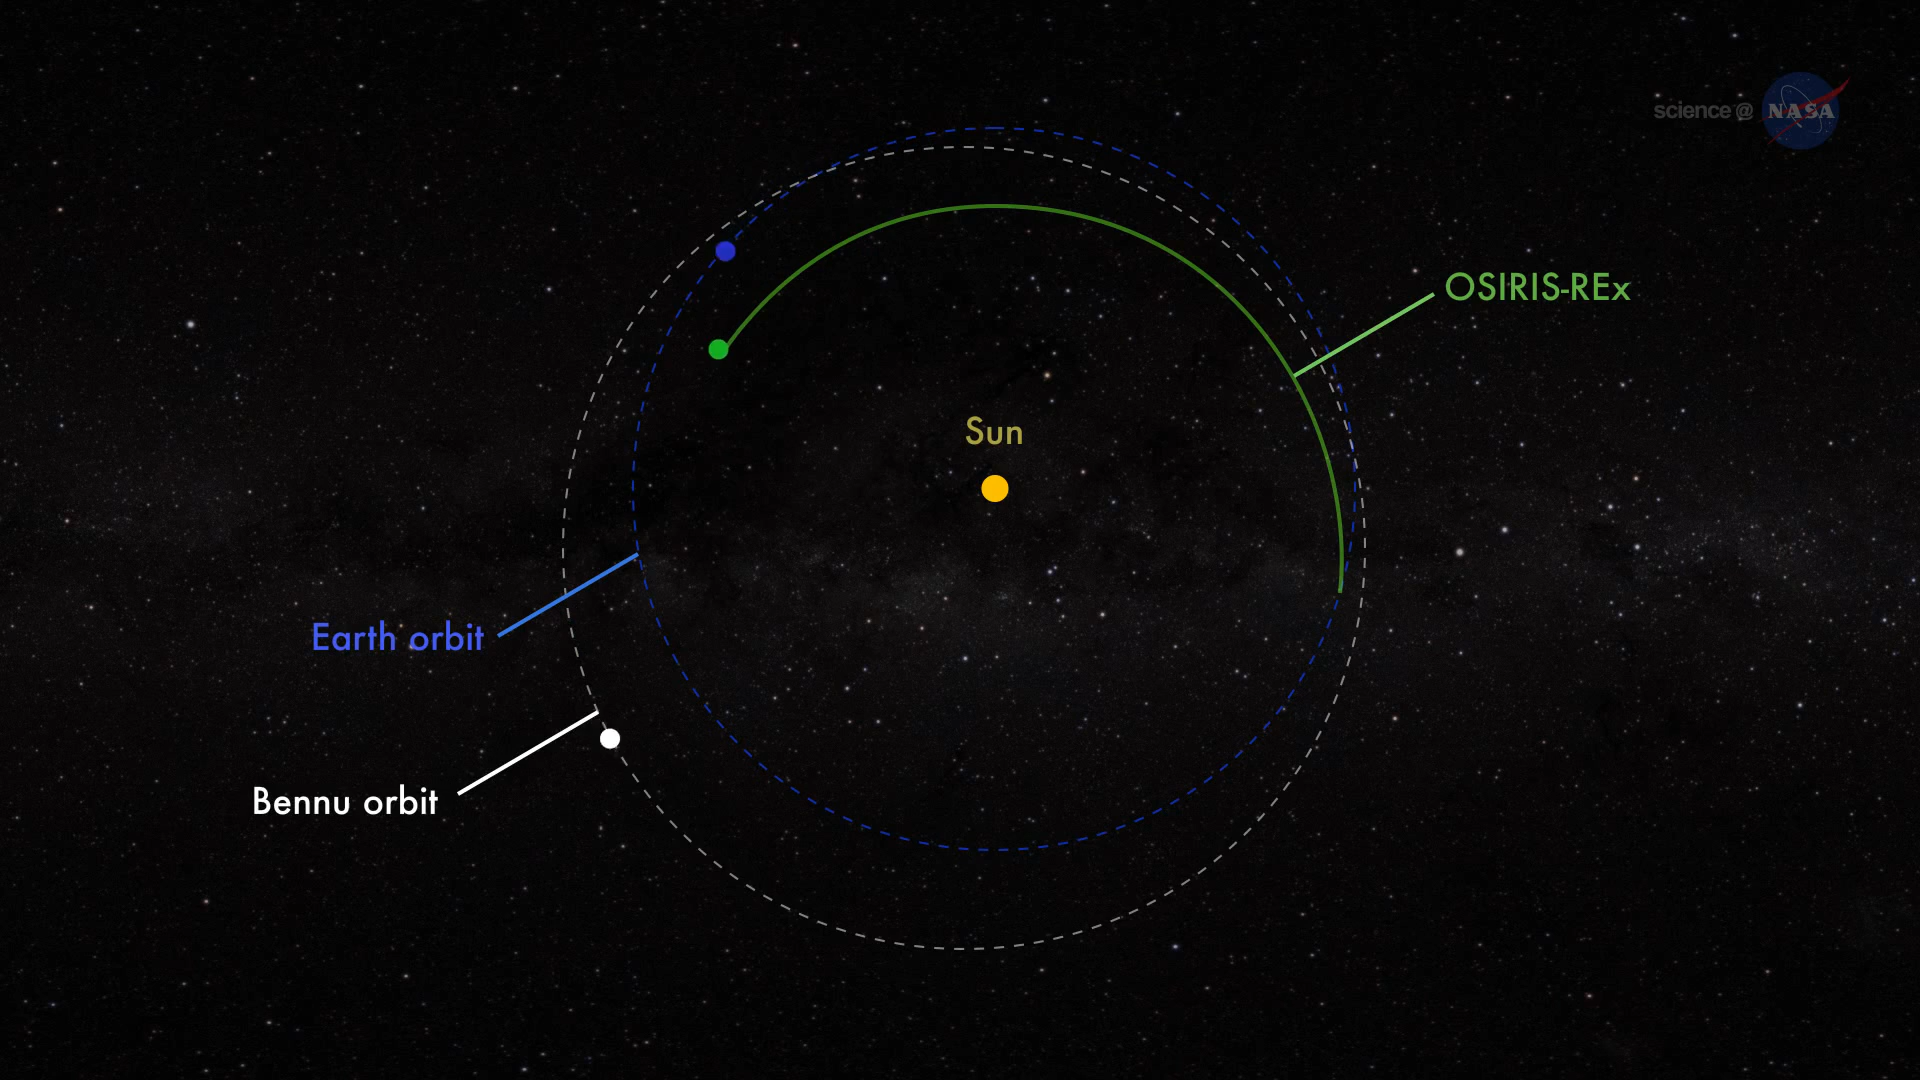 science@ NASA
OSIRIS-REx
Sun
Earth orbit
Bennu orbit